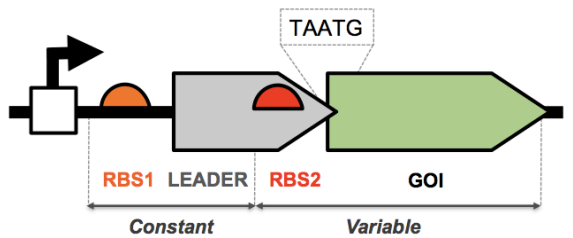 TAATG
RBS1 LEADER RBS2 GOI
Constant Variable